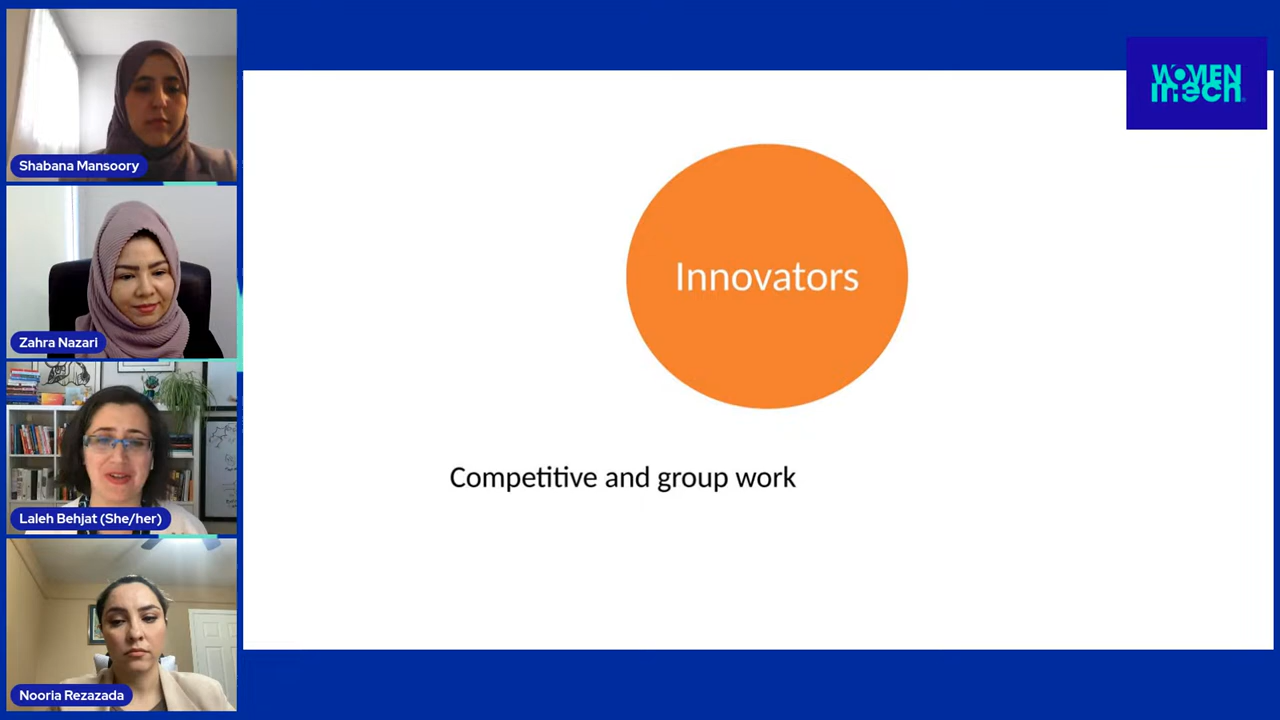 Shabana Mansoory
Zahra Nazari
Laleh Behjat (She/her)
Nooria Rezazada
WOMEN
in tech
Innovators
Competitive and group work